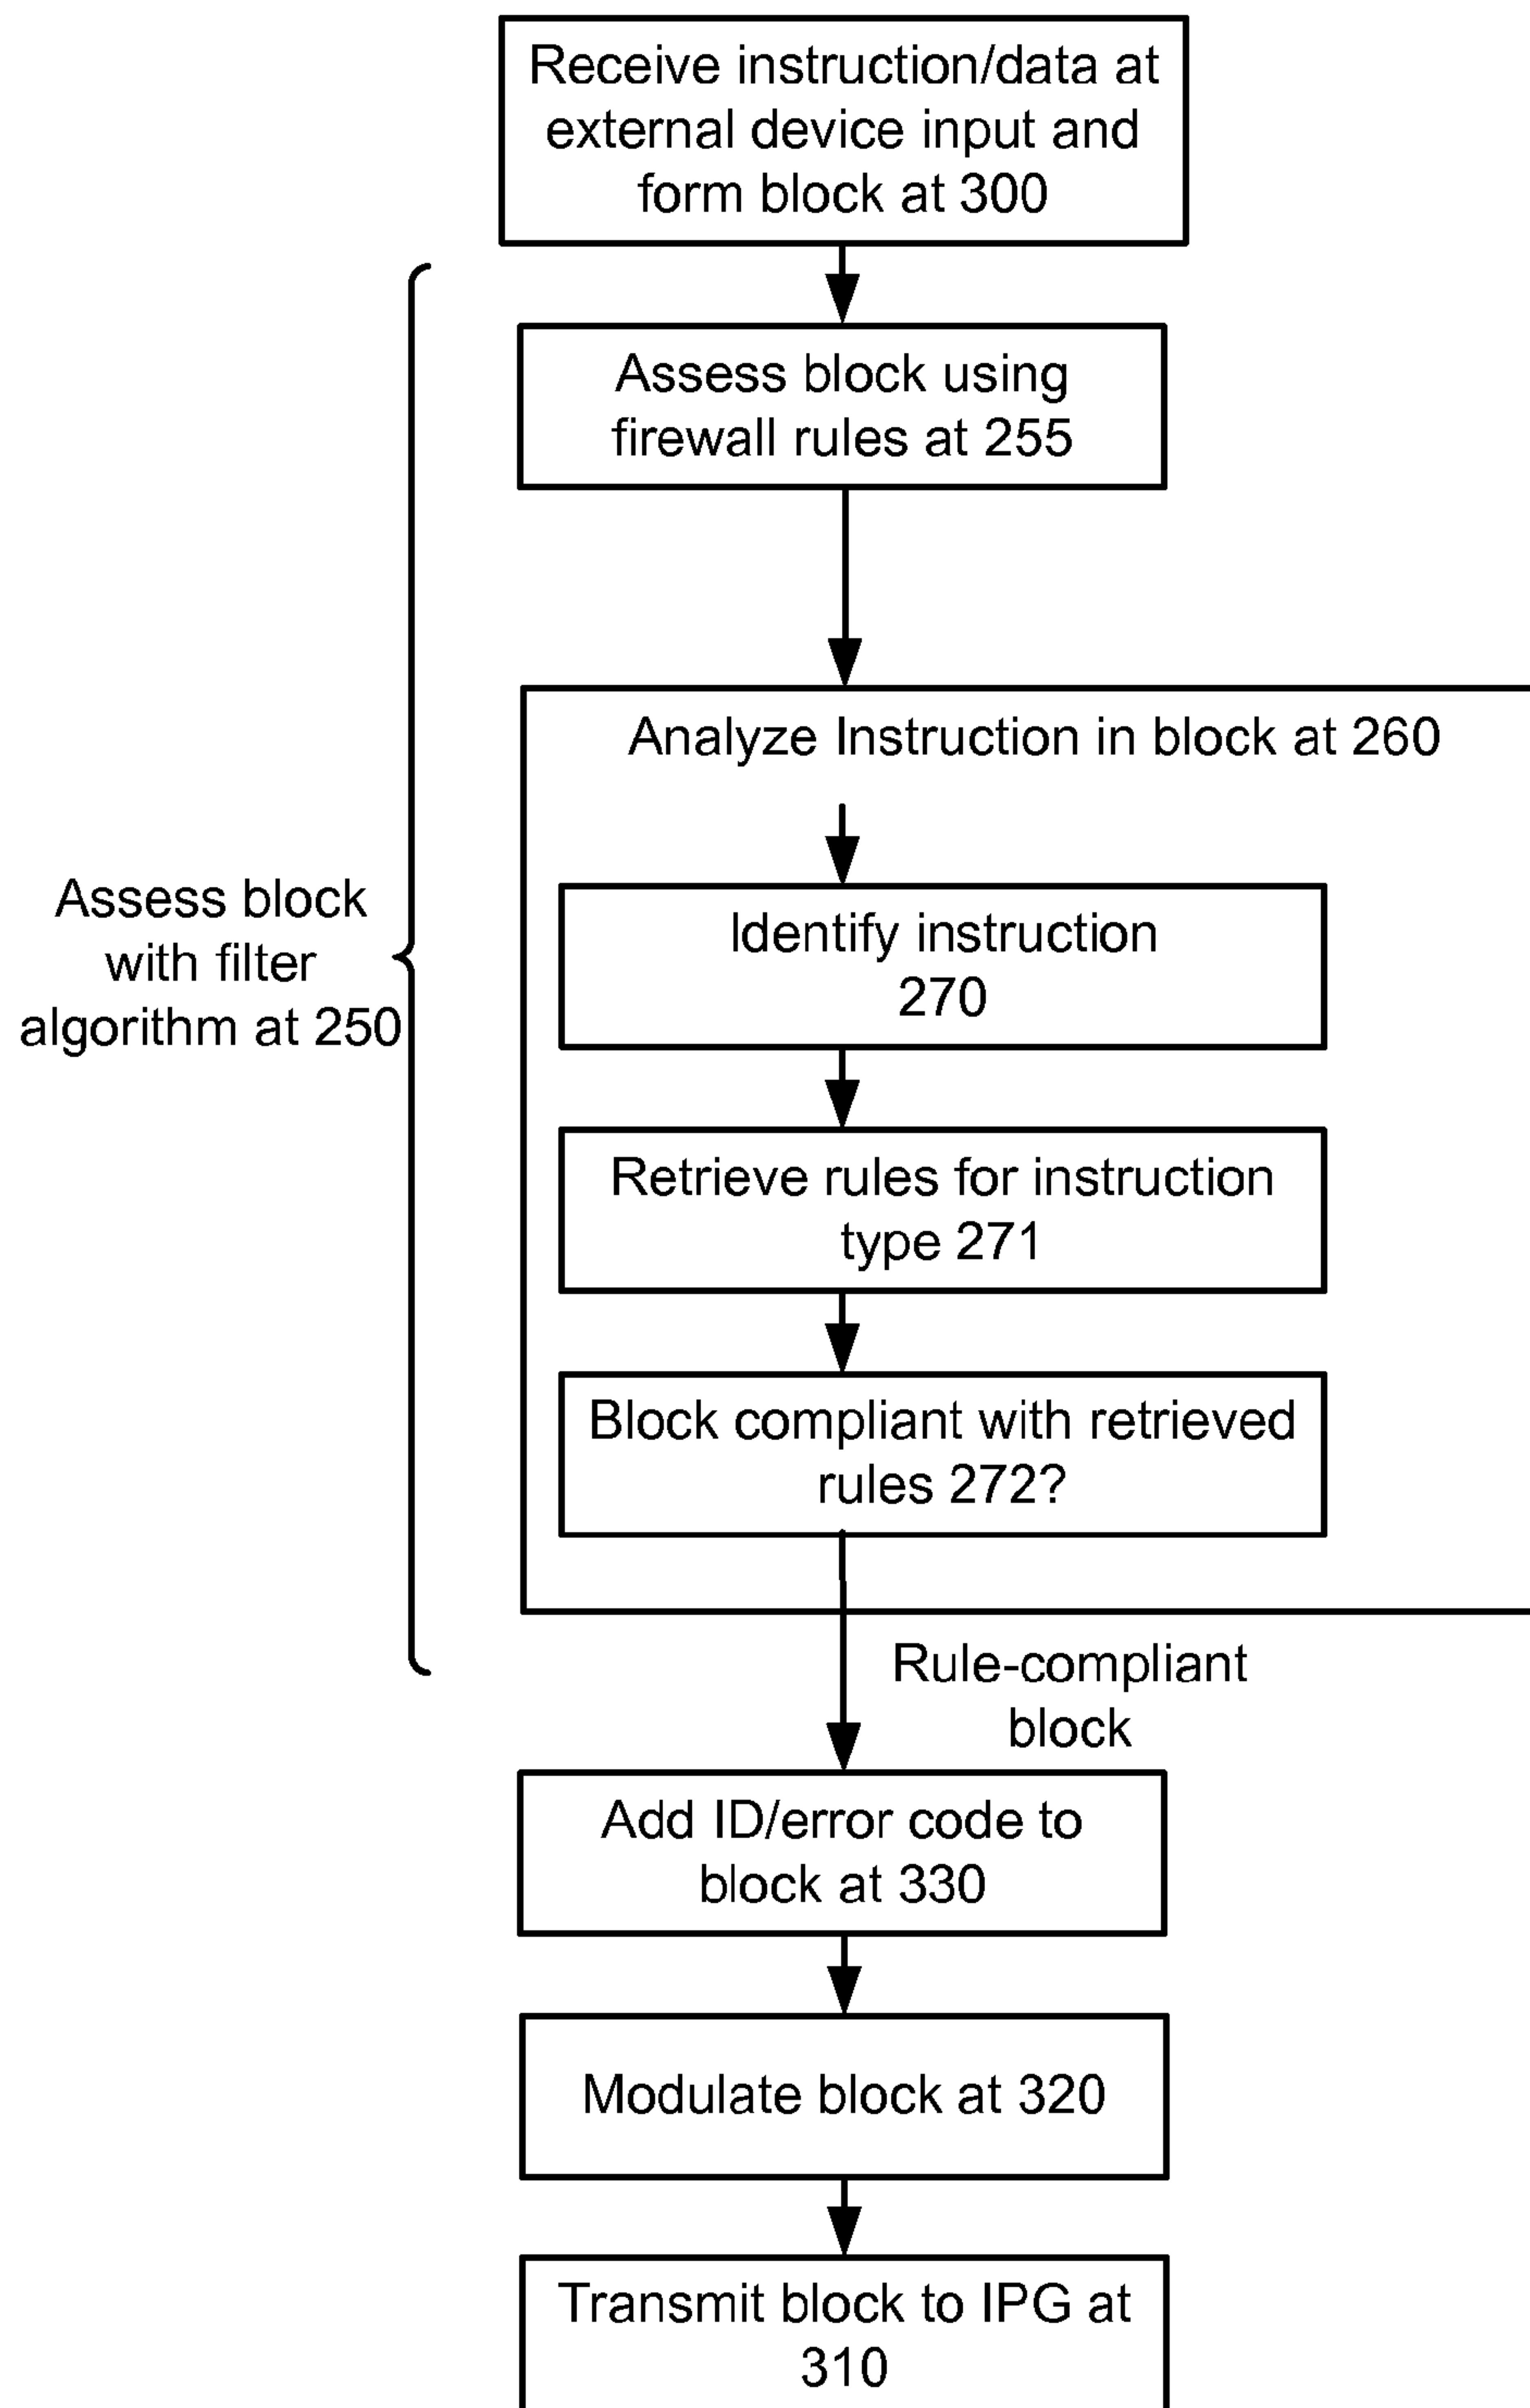 Receive instruction/data at
external device input and
form block at 300
Assess block using
firewall rules at 255
Analyze Instruction in block at 260
Identify instruction
270
Retrieve rules for instruction
type 271
Block compliant with retrieved
rules 272?
Assess block
with filter
algorithm at 250
Rule-compliant
block
Add ID/error code to
block at 330
Modulate block at 320
Transmit block to IPG at
310